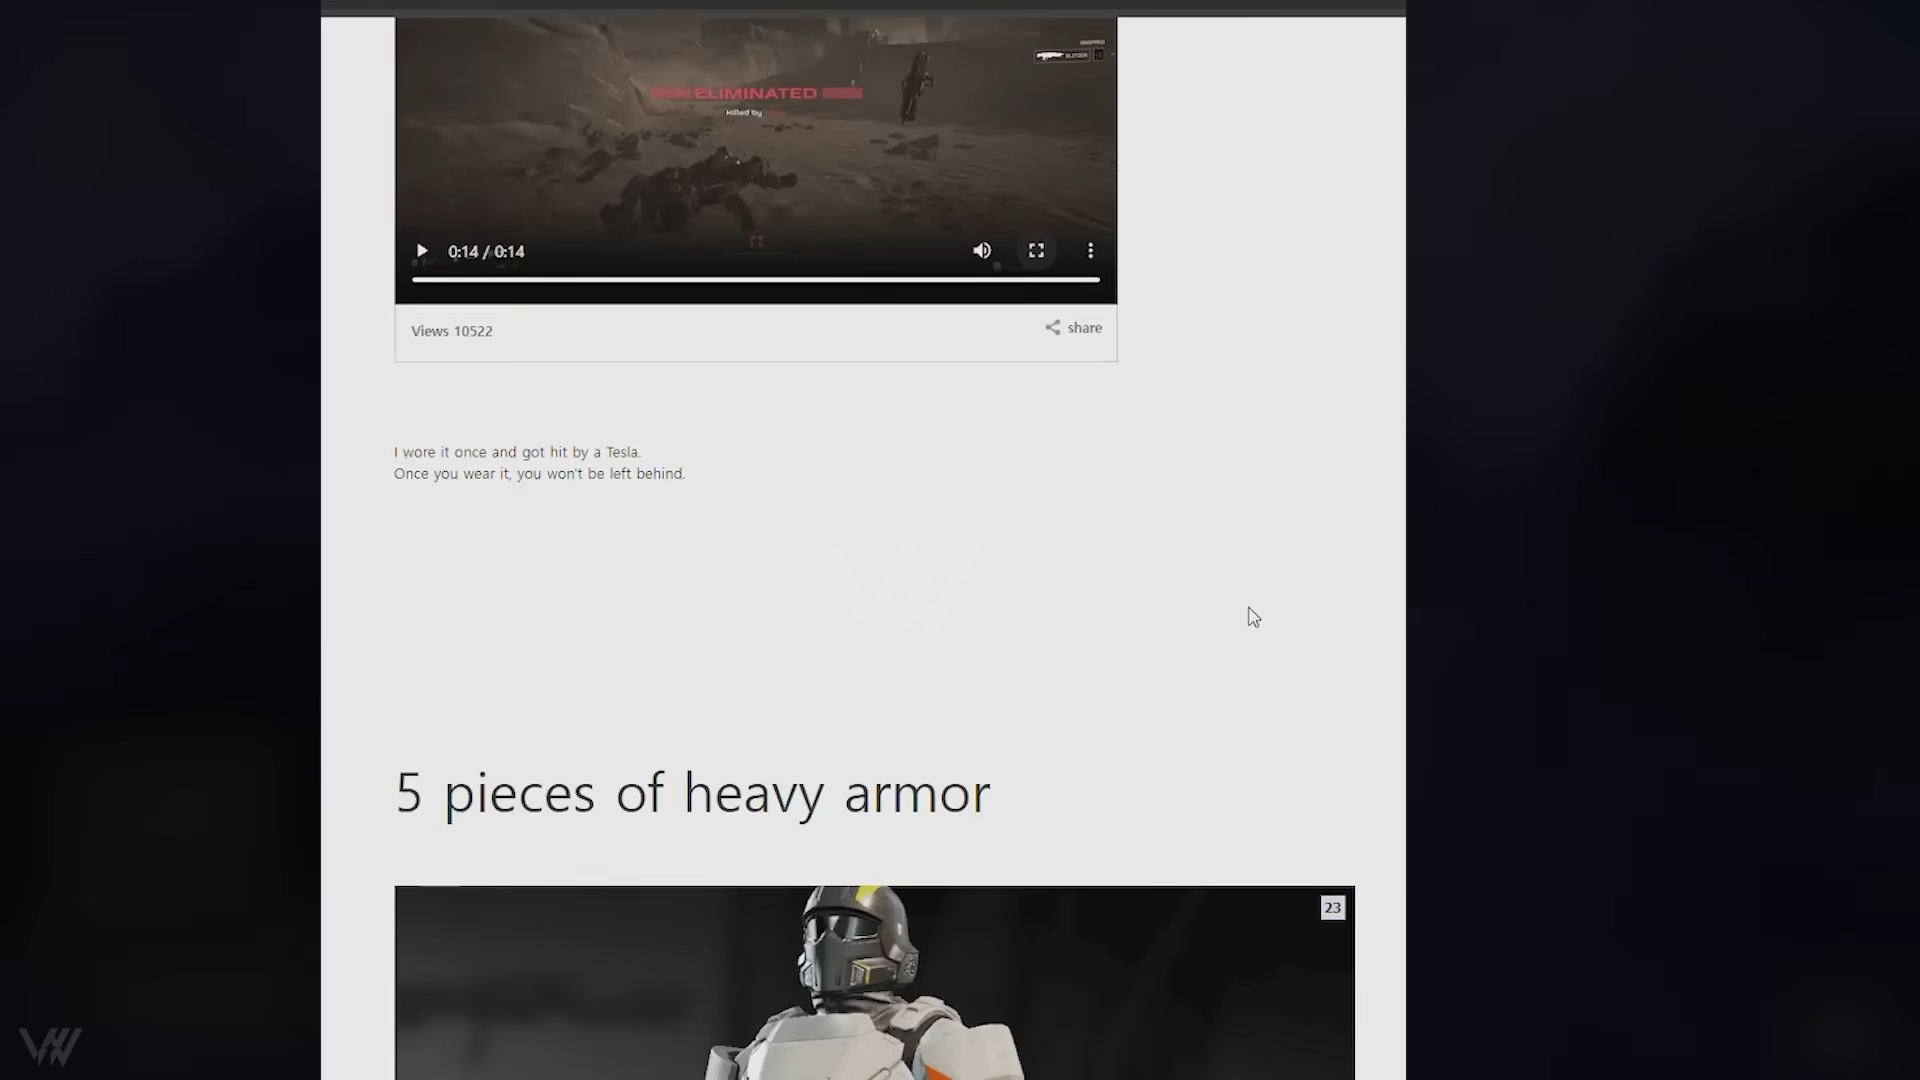 ELIMINATED
Killed by
0:14 / 0:14
Views 10522
share
I wore it once and got hit by a Tesla.
Once you wear it, you won't be left behind.
5 pieces of heavy armor
23